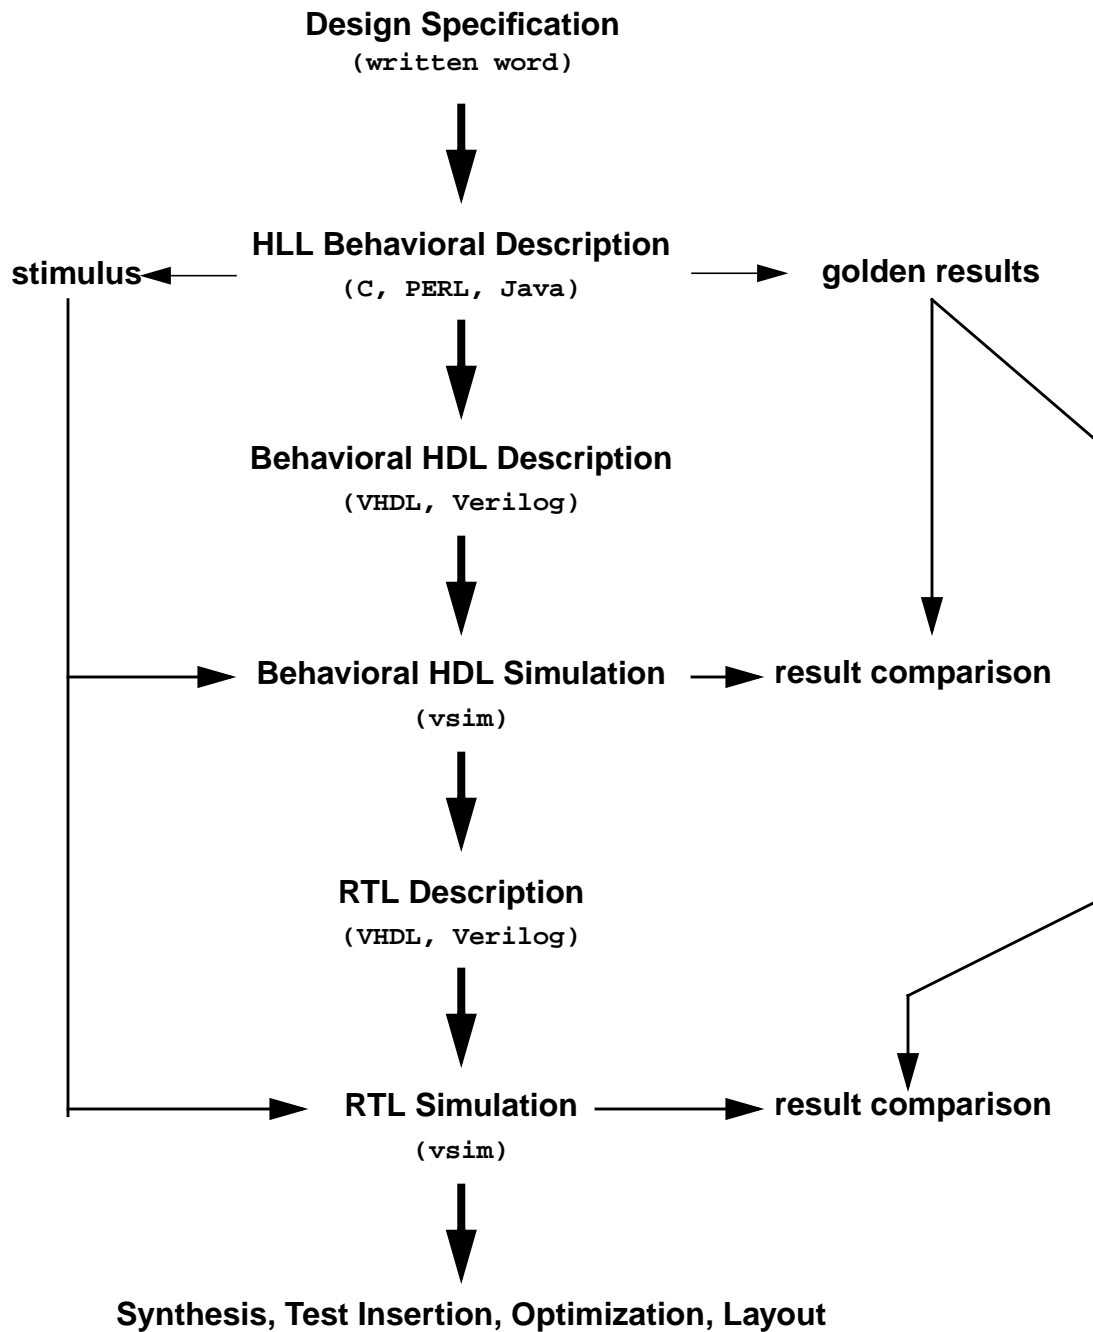 Design Specification
(written word)
HLL Behavioral Description
stimulus
golden results
(C, PERL, Java)
Behavioral HDL Description
(VHDL, Verilog)
Behavioral HDL Simulation
result comparison
(vsim)
RTL Description
(VHDL, Verilog)
RTL Simulation
result comparison
(vsim)
Synthesis, Test Insertion, Optimization, Layout